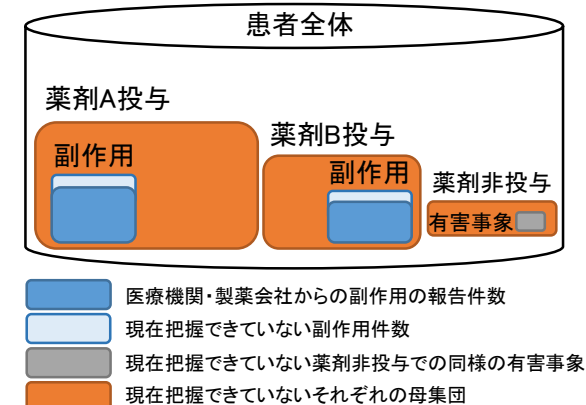 患者全体
薬剤A投与
副作用
薬剤B投与
副作用
薬剤非投与
有害事象
医療機関・製薬会社からの副作用の報告件数
現在把握できていない副作用件数
現在把握できていない薬剤非投与での同様の有害事象
現在把握できていないそれぞれの母集団